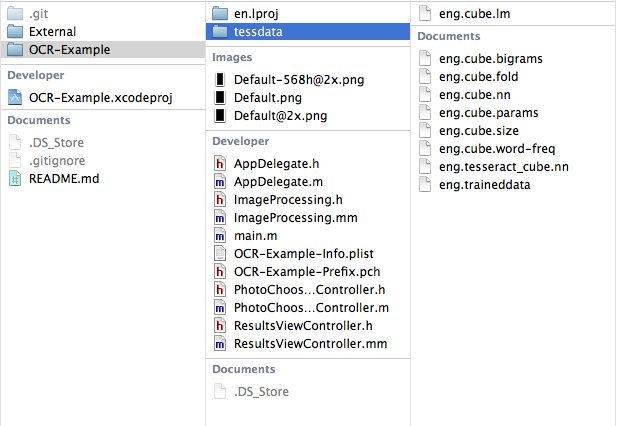 .git
External
OCR-Example
Developer
OCR-Example.xcodeproj
Documents
.DS_Store
.gitignore
README.md
en.lproj
tessdata
Images
Default-568h@2x.png
Default.png
Default@2x.png
Developer
AppDelegate.h
AppDelegate.m
ImageProcessing.h
ImageProcessing.mm
main.m
OCR-Example-Info.plist
OCR-Example-Prefix.pch
PhotoChoos...Controller.h
PhotoChoos...Controller.m
ResultsViewController.h
ResultsViewController.mm
Documents
.DS_Store
eng.cube.lm
Documents
eng.cube.bigrams
eng.cube.fold
eng.cube.nn
eng.cube.params
eng.cube.size
eng.cube.word-freq
eng.tesseract_cube.nn
eng.traineddata